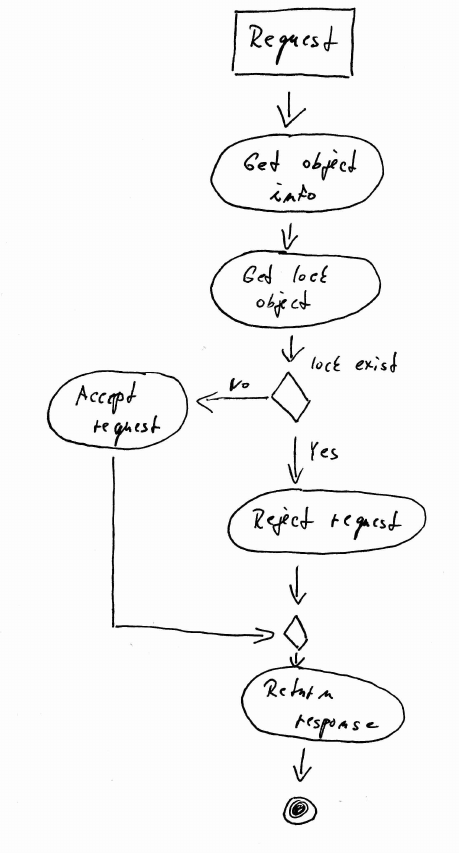 Request
Get object
info
Get lock
object
lock exist
No
Accept
request
Yes
Reject request
Return
response